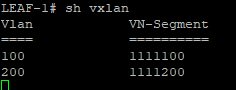 LEAF-1# sh vxlan
Vlan            VN-Segment
====            ==========
100             1111100
200             1111200